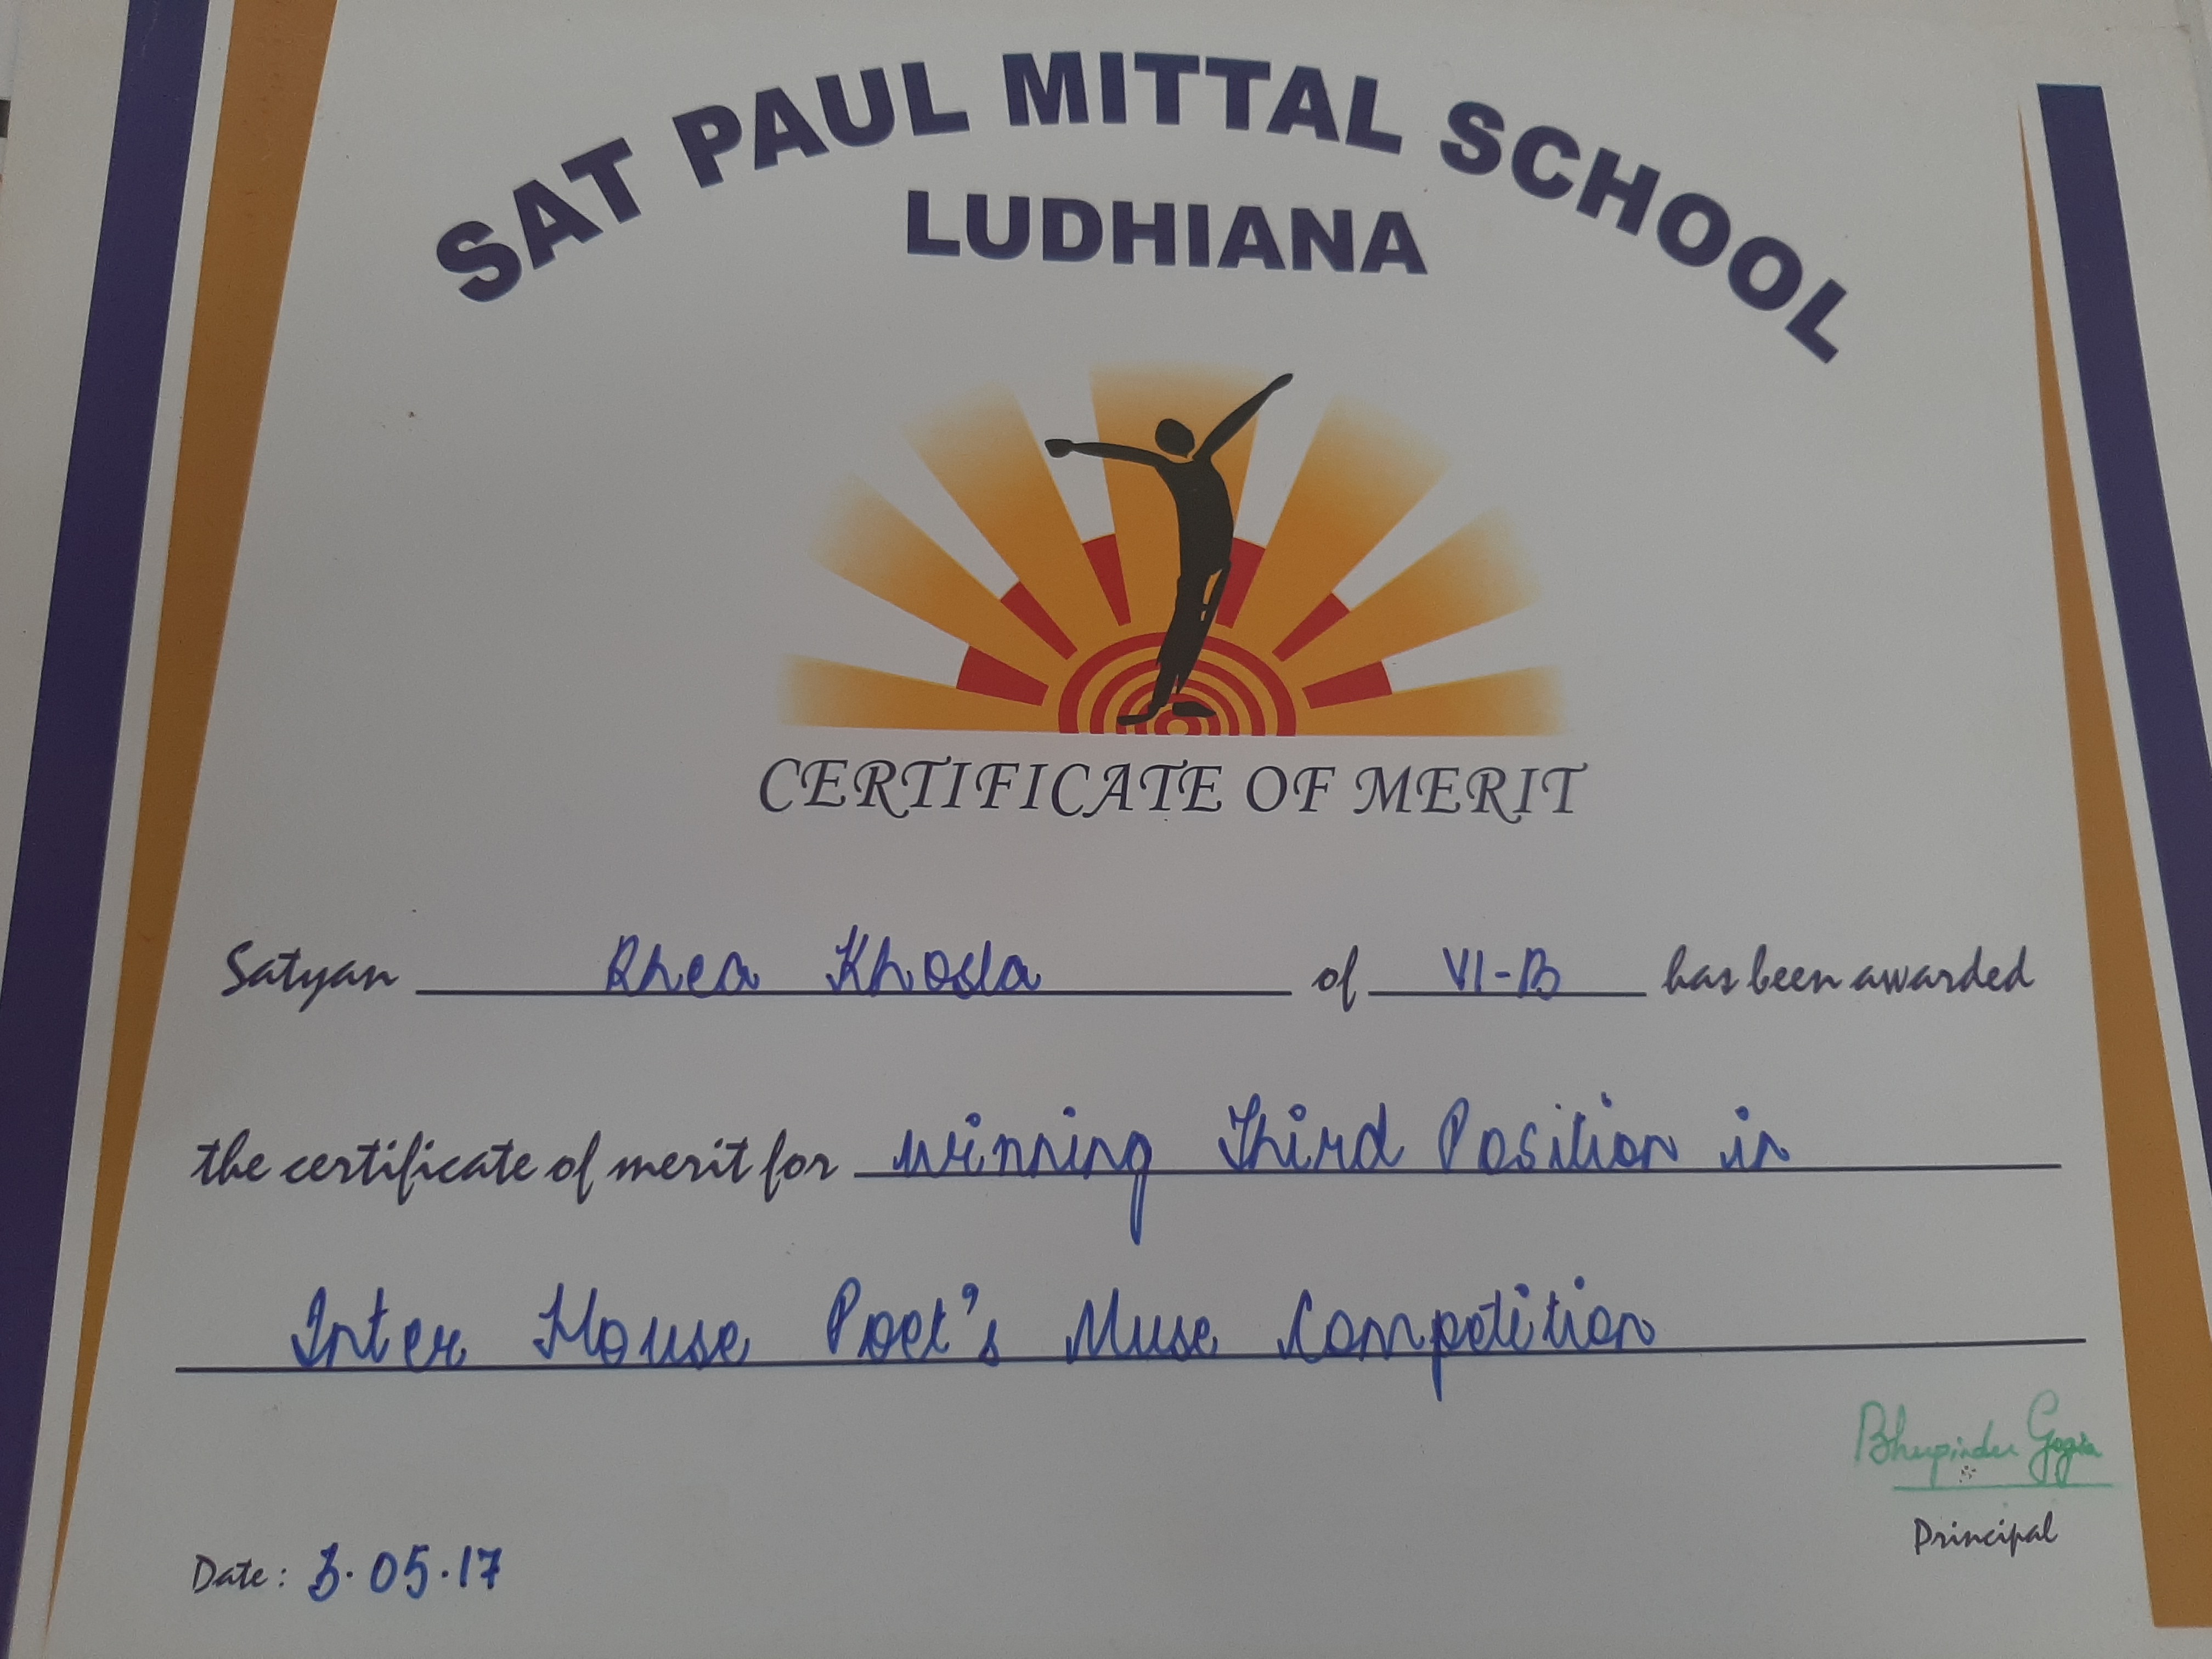 SAT PAUL MITTAL SCHOOL
LUDHIANA
CERTIFICATE OF MERIT
Satyan Rhea Khosla of VI-B has been awarded
the certificate of merit for winning Third Position in
Inter House Poet's Muse Competition
Bhupinder Gogia
Principal
Date: 3.05.17